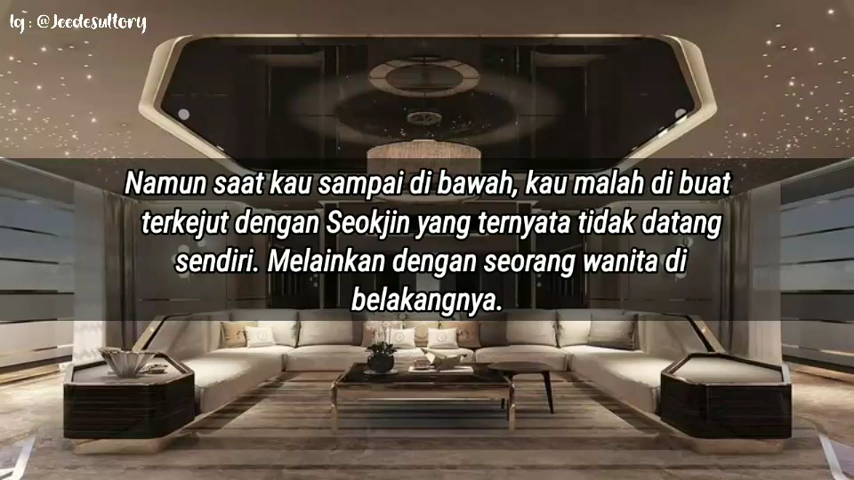 Ig : @Jeedesultory
Namun saat kau sampai di bawah, kau malah di buat
terkejut dengan Seokjin yang ternyata tidak datang
sendiri. Melainkan dengan seorang wanita di
belakangnya.